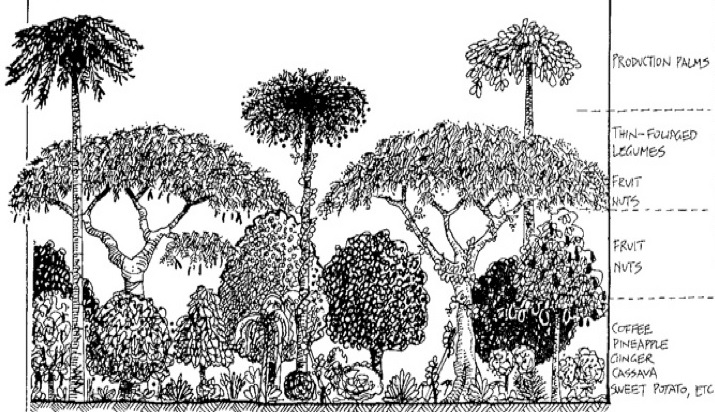 PRODUCTION PALMS
THIN-FOLIAGED
LEGUMES
FRUIT
NUTS
FRUIT
NUTS
COFFEE
PINEAPPLE
GINGER
CASSAVA
SWEET POTATO, ETC